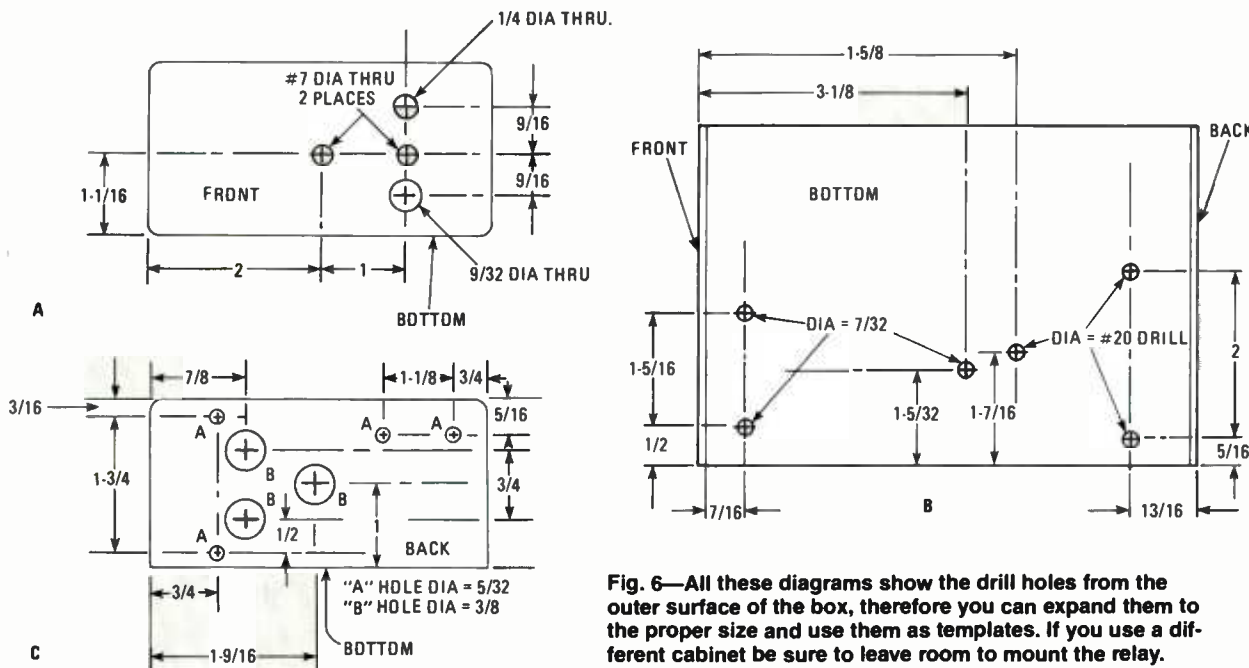 1/4 DIA THRU.
#7 DIA THRU
2 PLACES
9/16
9/16
1-1/16
FRONT
2
1
9/32 DIA THRU
BOTTOM
A
1-5/8
3-1/8
FRONT
BACK
BOTTOM
DIA = 7/32
DIA = #20 DRILL
1-5/16
1/2
1-5/32
1-7/16
2
5/16
7/16
B
13/16
7/8
1-1/8
3/4
3/16
5/16
A
A
A
A
1-3/4
B
B
B
3/4
A
1/2
BACK
3/4
"A" HOLE DIA = 5/32
"B" HOLE DIA = 3/8
BOTTOM
1-9/16
C
Fig. 6—All these diagrams show the drill holes from the
outer surface of the box, therefore you can expand them to
the proper size and use them as templates. If you use a dif-
ferent cabinet be sure to leave room to mount the relay.